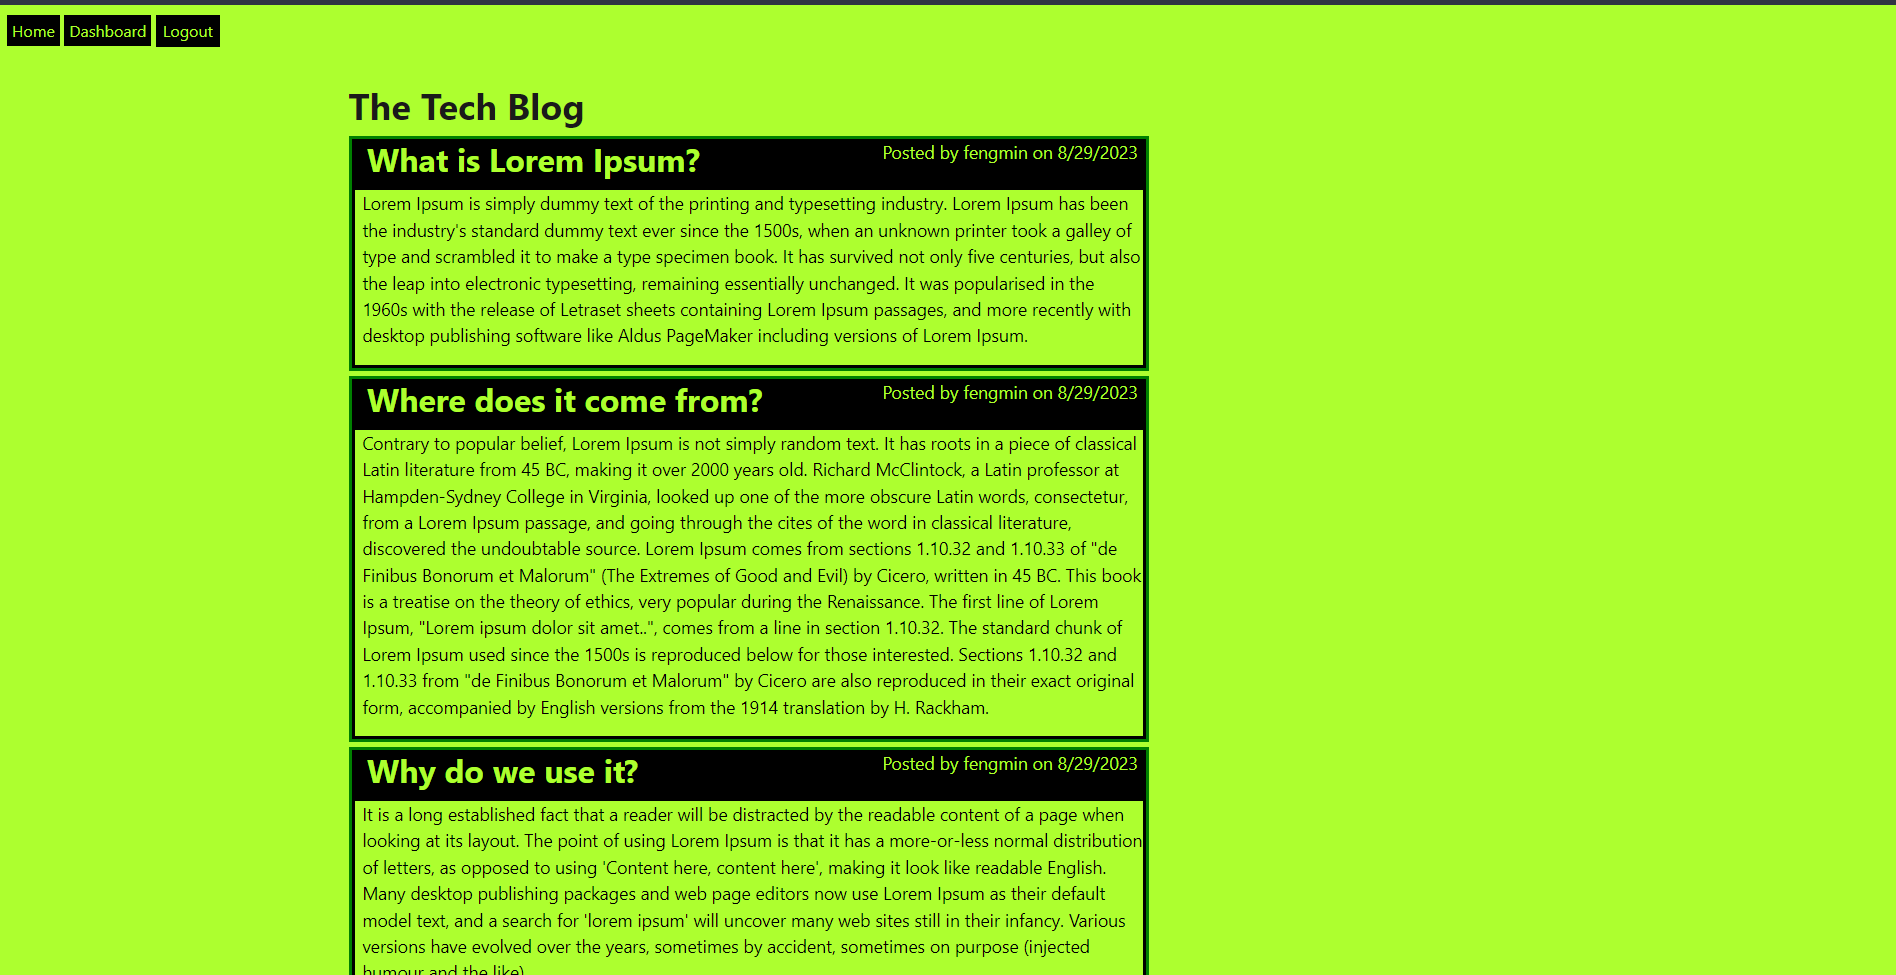 Home Dashboard Logout
The Tech Blog
What is Lorem Ipsum? Posted by fengmin on 8/29/2023
Lorem Ipsum is simply dummy text of the printing and typesetting industry. Lorem Ipsum has been
the industry's standard dummy text ever since the 1500s, when an unknown printer took a galley of
type and scrambled it to make a type specimen book. It has survived not only five centuries, but also
the leap into electronic typesetting, remaining essentially unchanged. It was popularised in the
1960s with the release of Letraset sheets containing Lorem Ipsum passages, and more recently with
desktop publishing software like Aldus PageMaker including versions of Lorem Ipsum.
Where does it come from? Posted by fengmin on 8/29/2023
Contrary to popular belief, Lorem Ipsum is not simply random text. It has roots in a piece of classical
Latin literature from 45 BC, making it over 2000 years old. Richard McClintock, a Latin professor at
Hampden-Sydney College in Virginia, looked up one of the more obscure Latin words, consectetur,
from a Lorem Ipsum passage, and going through the cites of the word in classical literature,
discovered the undoubtable source. Lorem Ipsum comes from sections 1.10.32 and 1.10.33 of "de
Finibus Bonorum et Malorum" (The Extremes of Good and Evil) by Cicero, written in 45 BC. This book
is a treatise on the theory of ethics, very popular during the Renaissance. The first line of Lorem
Ipsum, "Lorem ipsum dolor sit amet..", comes from a line in section 1.10.32. The standard chunk of
Lorem Ipsum used since the 1500s is reproduced below for those interested. Sections 1.10.32 and
1.10.33 from "de Finibus Bonorum et Malorum" by Cicero are also reproduced in their exact original
form, accompanied by English versions from the 1914 translation by H. Rackham.
Why do we use it? Posted by fengmin on 8/29/2023
It is a long established fact that a reader will be distracted by the readable content of a page when
looking at its layout. The point of using Lorem Ipsum is that it has a more-or-less normal distribution
of letters, as opposed to using 'Content here, content here', making it look like readable English.
Many desktop publishing packages and web page editors now use Lorem Ipsum as their default
model text, and a search for 'lorem ipsum' will uncover many web sites still in their infancy. Various
versions have evolved over the years, sometimes by accident, sometimes on purpose (injected
humour and the like).